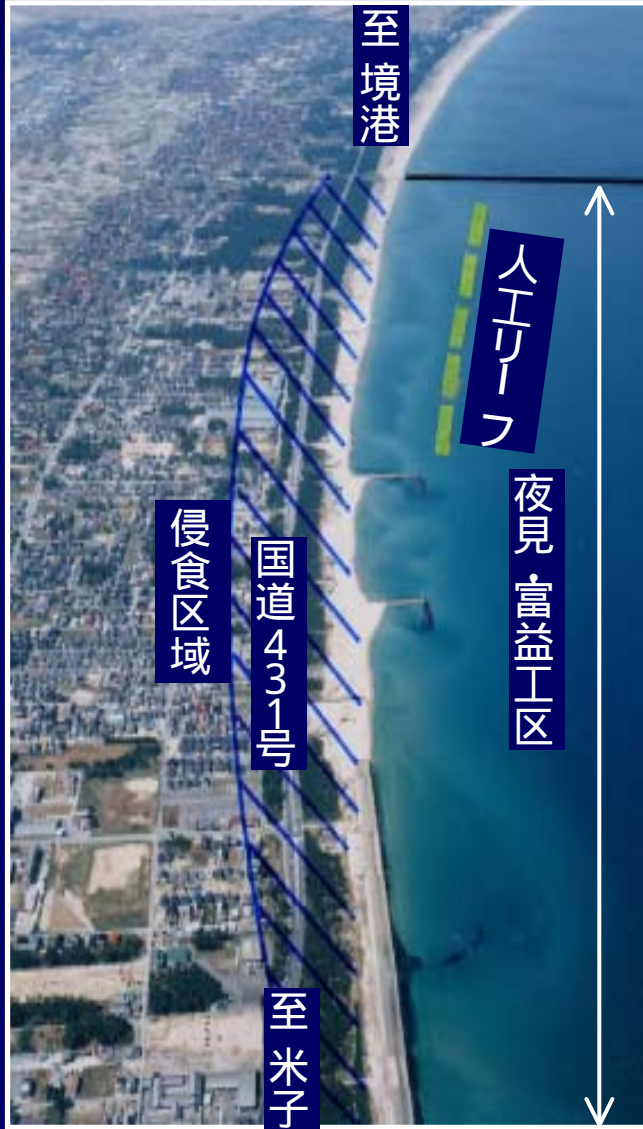 至 境港
人工リーフ
夜見・富益工区
国道431号
侵食区域
至 米子